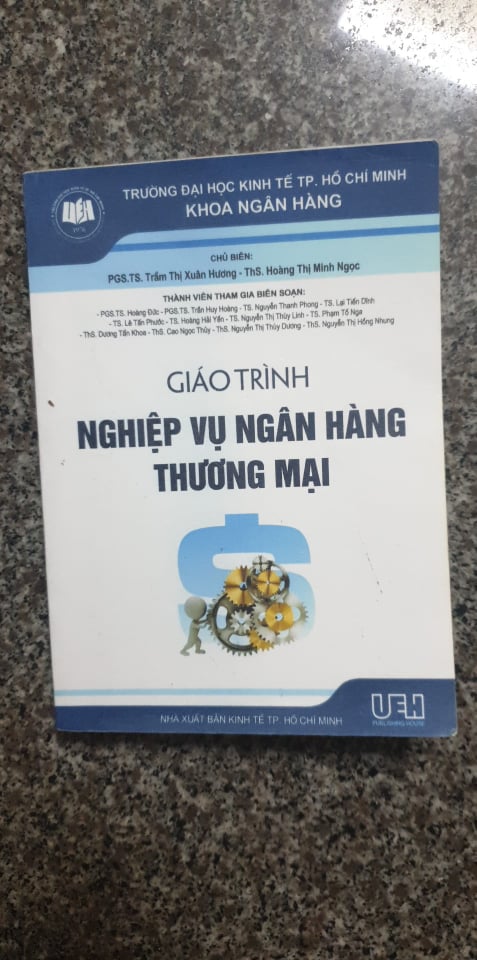 TRƯỜNG ĐẠI HỌC KINH TẾ TP. HỒ CHÍ MINH
KHOA NGÂN HÀNG
UEH
1976
CHỦ BIÊN:
PGS.TS. Trầm Thị Xuân Hương - ThS. Hoàng Thị Minh Ngọc
THÀNH VIÊN THAM GIA BIÊN SOẠN:
- PGS.TS. Hoàng Đức - PGS.TS. Trần Huy Hoàng - TS. Nguyễn Thanh Phong - TS. Lại Tiến Dĩnh
- TS. Lê Tấn Phước - TS. Hoàng Hải Yến - TS. Nguyễn Thị Thùy Linh - TS. Phạm Tố Nga
- ThS. Dương Tấn Khoa - ThS. Cao Ngọc Thủy - ThS. Nguyễn Thị Thùy Dương - ThS. Nguyễn Thị Hồng Nhung
GIÁO TRÌNH
NGHIỆP VỤ NGÂN HÀNG
THƯƠNG MẠI
NHÀ XUẤT BẢN KINH TẾ TP. HỒ CHÍ MINH
UEH
PUBLISHING HOUSE